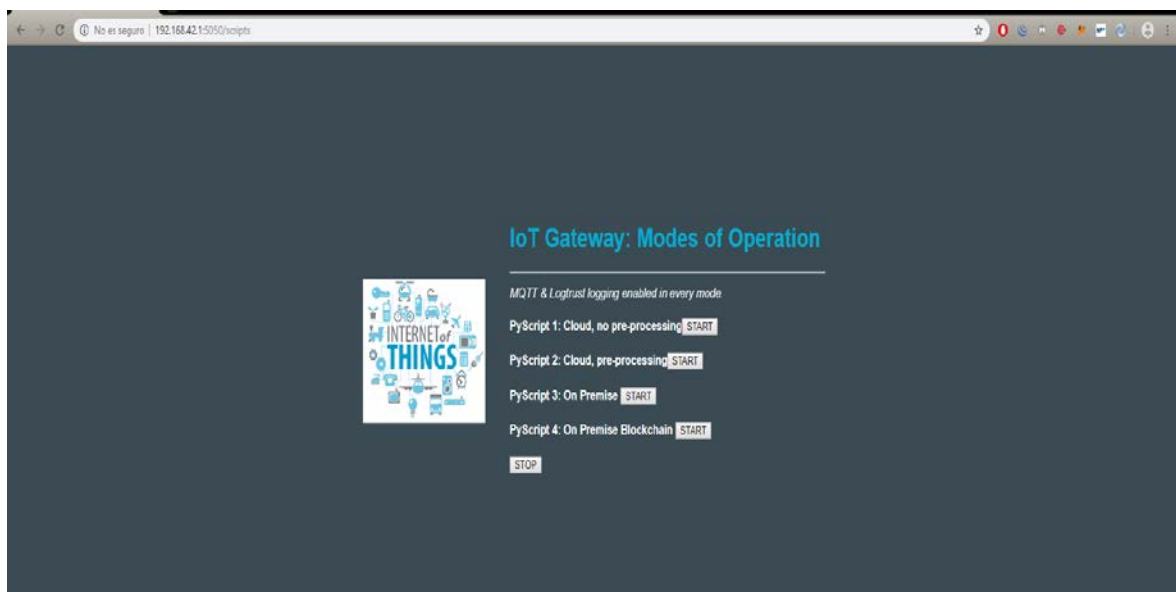 No es seguro | 192.168.42.1:5050/scripts
IoT Gateway: Modes of Operation
MQTT & Logtrust logging enabled in every mode
INTERNET of
THINGS
PyScript 1: Cloud, no pre-processing START
PyScript 2: Cloud, pre-processing START
PyScript 3: On Premise START
PyScript 4: On Premise Blockchain START
STOP